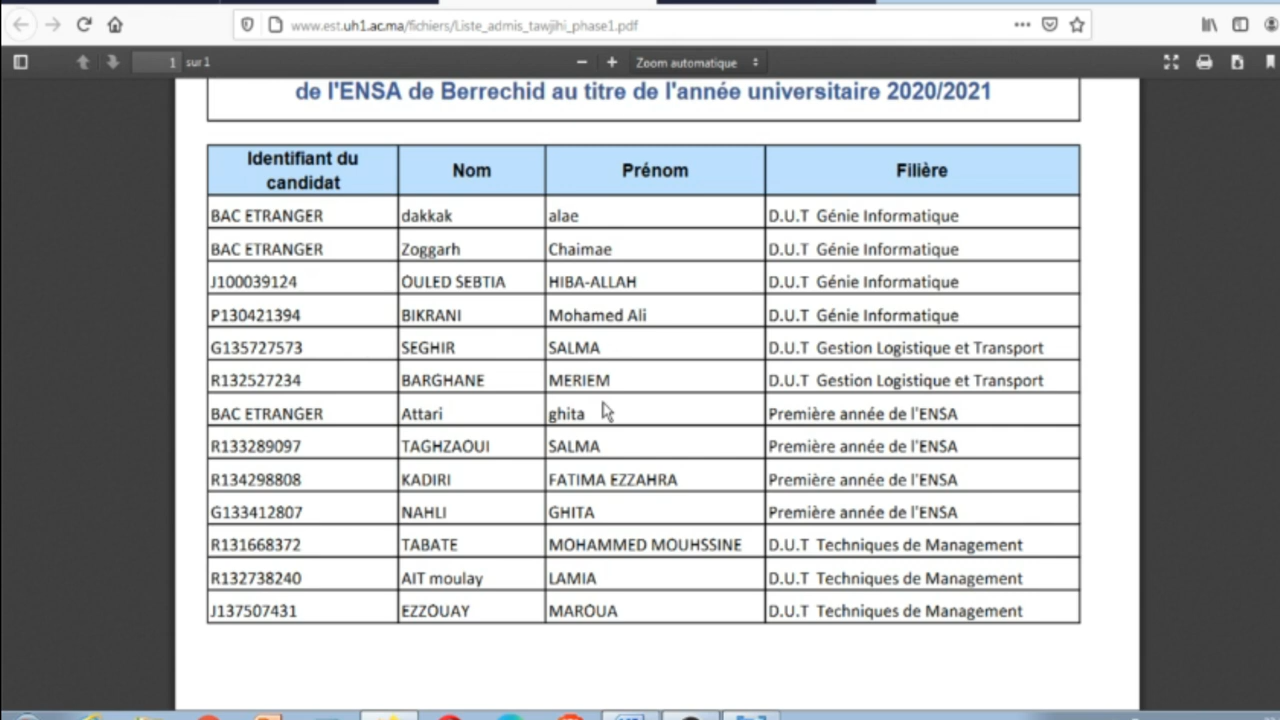 www.est.uh1.ac.ma/fichiers/Liste_admis_tawjihi_phase1.pdf
1 sur 1 Zoom automatique
de l'ENSA de Berrechid au titre de l'année universitaire 2020/2021
Identifiant du candidat Nom Prénom Filière
BAC ETRANGER dakkak alae D.U.T Génie Informatique
BAC ETRANGER Zoggarh Chaimae D.U.T Génie Informatique
J100039124 OULED SEBTIA HIBA-ALLAH D.U.T Génie Informatique
P130421394 BIKRANI Mohamed Ali D.U.T Génie Informatique
G135727573 SEGHIR SALMA D.U.T Gestion Logistique et Transport
R132527234 BARGHANE MERIEM D.U.T Gestion Logistique et Transport
BAC ETRANGER Attari ghita Première année de l'ENSA
R133289097 TAGHZAOUI SALMA Première année de l'ENSA
R134298808 KADIRI FATIMA EZZAHRA Première année de l'ENSA
G133412807 NAHLI GHITA Première année de l'ENSA
R131668372 TABATE MOHAMMED MOUHSSINE D.U.T Techniques de Management
R132738240 AIT moulay LAMIA D.U.T Techniques de Management
J137507431 EZZOUAY MAROUA D.U.T Techniques de Management